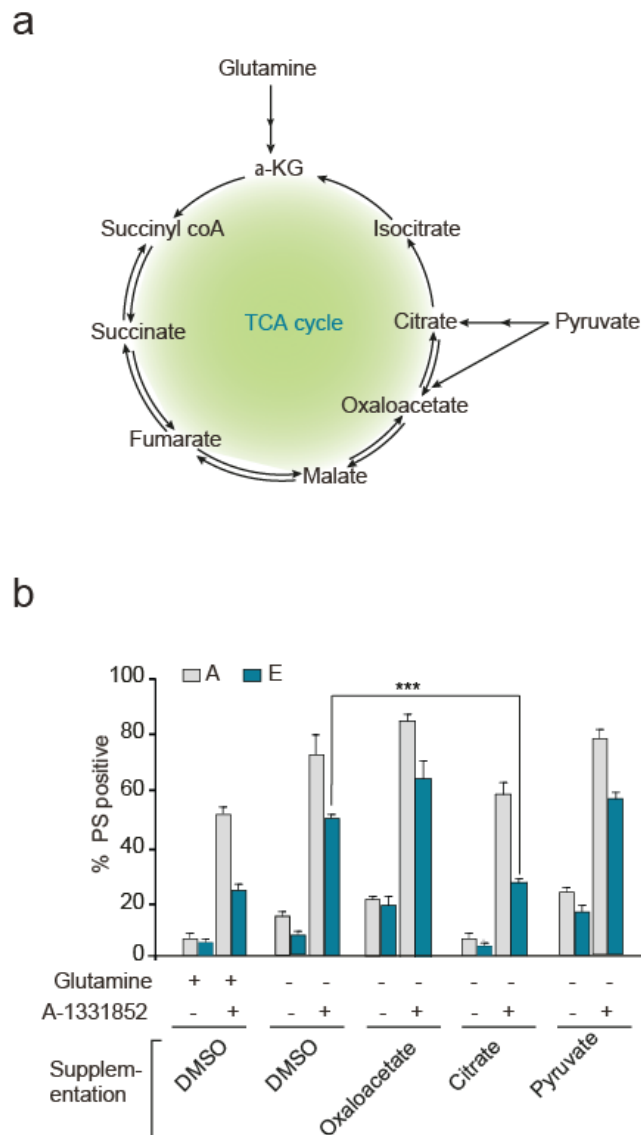 a
Glutamine
a-KG
Succinyl coA
Isocitrate
Succinate
TCA cycle
Citrate
Pyruvate
Oxaloacetate
Fumarate
Malate
b
100
80
60
40
20
0
% PS positive
A E
***
Glutamine + + - - - - - - - -
A-1331852 - + - + - + - + - +
Supplem-
entation
DMSO
DMSO
Oxaloacetate
Citrate
Pyruvate